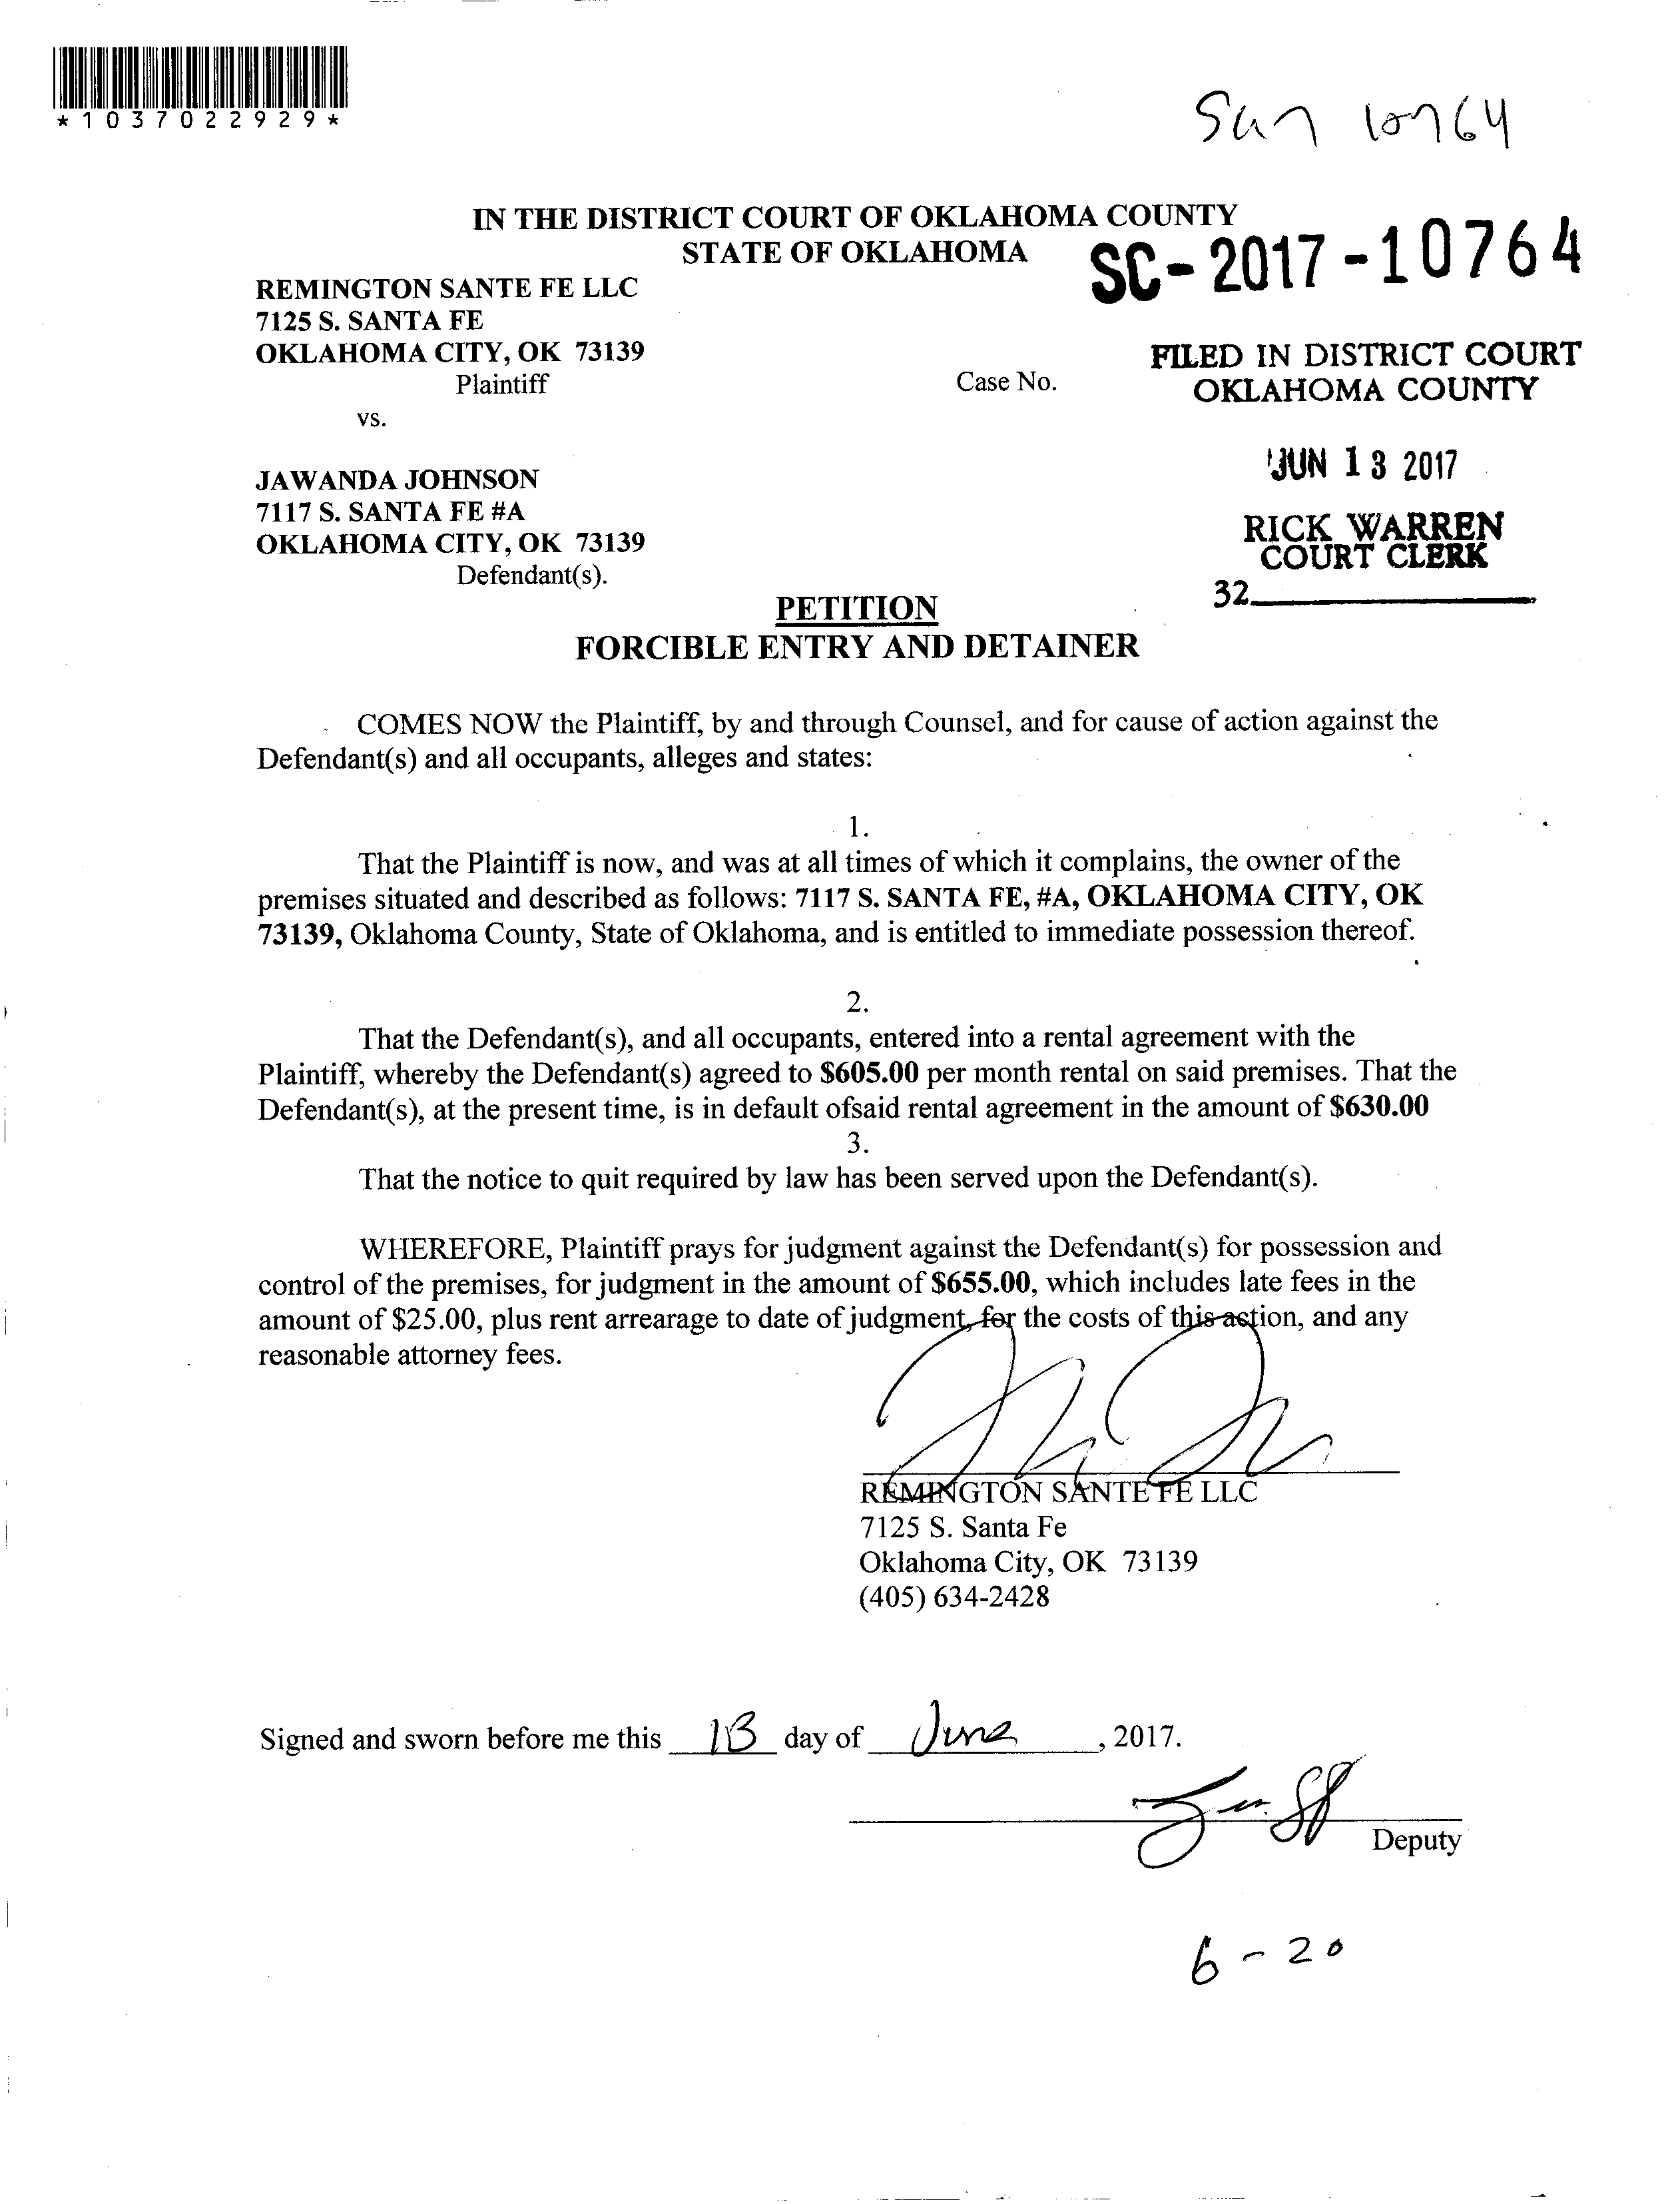 *1037022929*
San 10764
IN THE DISTRICT COURT OF OKLAHOMA COUNTY
STATE OF OKLAHOMA
SC-2017-10764
REMINGTON SANTE FE LLC
7125 S. SANTA FE
OKLAHOMA CITY, OK 73139
Plaintiff
Case No.
FILED IN DISTRICT COURT
OKLAHOMA COUNTY
vs.
JUN 13 2017
JAWANDA JOHNSON
7117 S. SANTA FE #A
OKLAHOMA CITY, OK 73139
Defendant(s).
RICK WARREN
COURT CLERK
32
PETITION
FORCIBLE ENTRY AND DETAINER
COMES NOW the Plaintiff, by and through Counsel, and for cause of action against the
Defendant(s) and all occupants, alleges and states:
1.
That the Plaintiff is now, and was at all times of which it complains, the owner of the
premises situated and described as follows: 7117 S. SANTA FE, #A, OKLAHOMA CITY, OK
73139, Oklahoma County, State of Oklahoma, and is entitled to immediate possession thereof.
2.
That the Defendant(s), and all occupants, entered into a rental agreement with the
Plaintiff, whereby the Defendant(s) agreed to $605.00 per month rental on said premises. That the
Defendant(s), at the present time, is in default ofsaid rental agreement in the amount of $630.00
3.
That the notice to quit required by law has been served upon the Defendant(s).
WHEREFORE, Plaintiff prays for judgment against the Defendant(s) for possession and
control of the premises, for judgment in the amount of $655.00, which includes late fees in the
amount of $25.00, plus rent arrearage to date of judgment, for the costs of this action, and any
reasonable attorney fees.
REMINGTON SANTE FE LLC
7125 S. Santa Fe
Oklahoma City, OK 73139
(405) 634-2428
Signed and sworn before me this 13 day of June, 2017.
Deputy
6-20